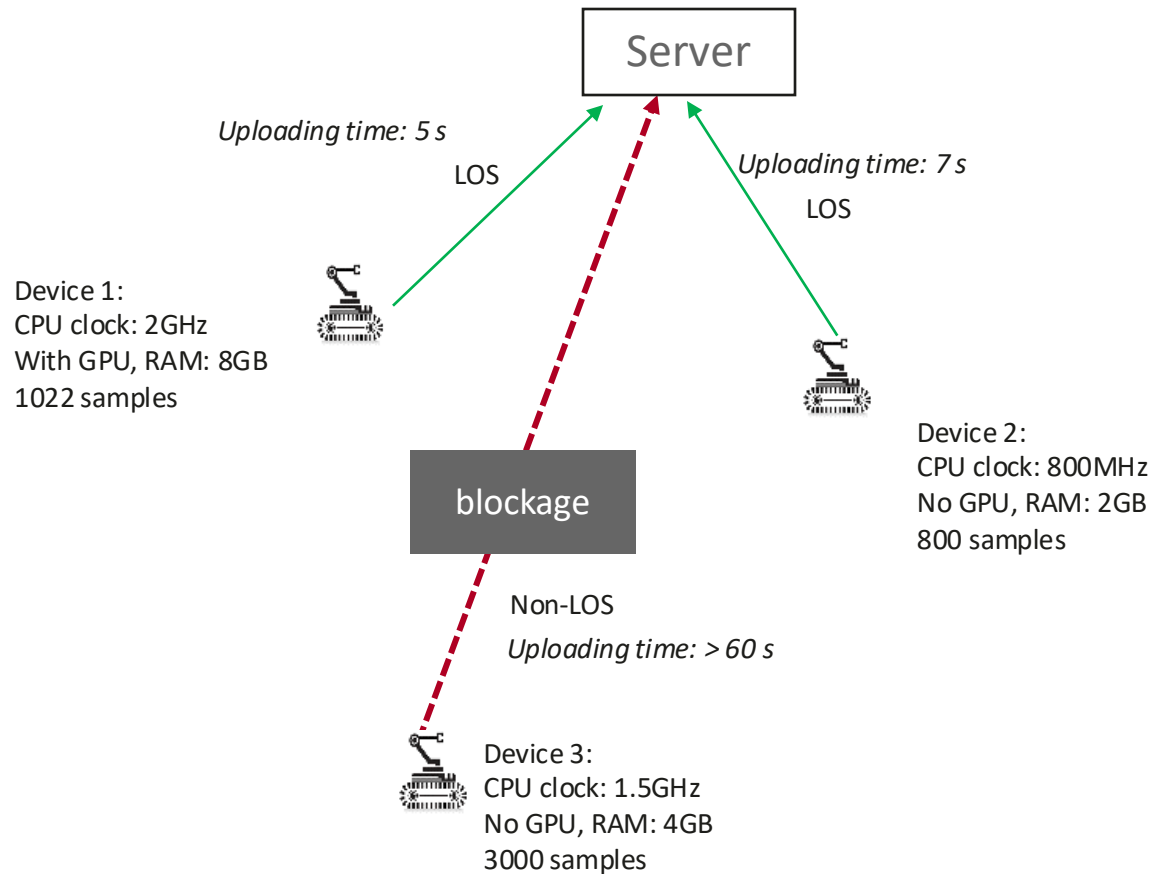 Server
Uploading time: 5 s
LOS
Uploading time: 7 s
LOS
Device 1:
CPU clock: 2GHz
With GPU, RAM: 8GB
1022 samples
Device 2:
CPU clock: 800MHz
No GPU, RAM: 2GB
800 samples
blockage
Non-LOS
Uploading time: > 60 s
Device 3:
CPU clock: 1.5GHz
No GPU, RAM: 4GB
3000 samples